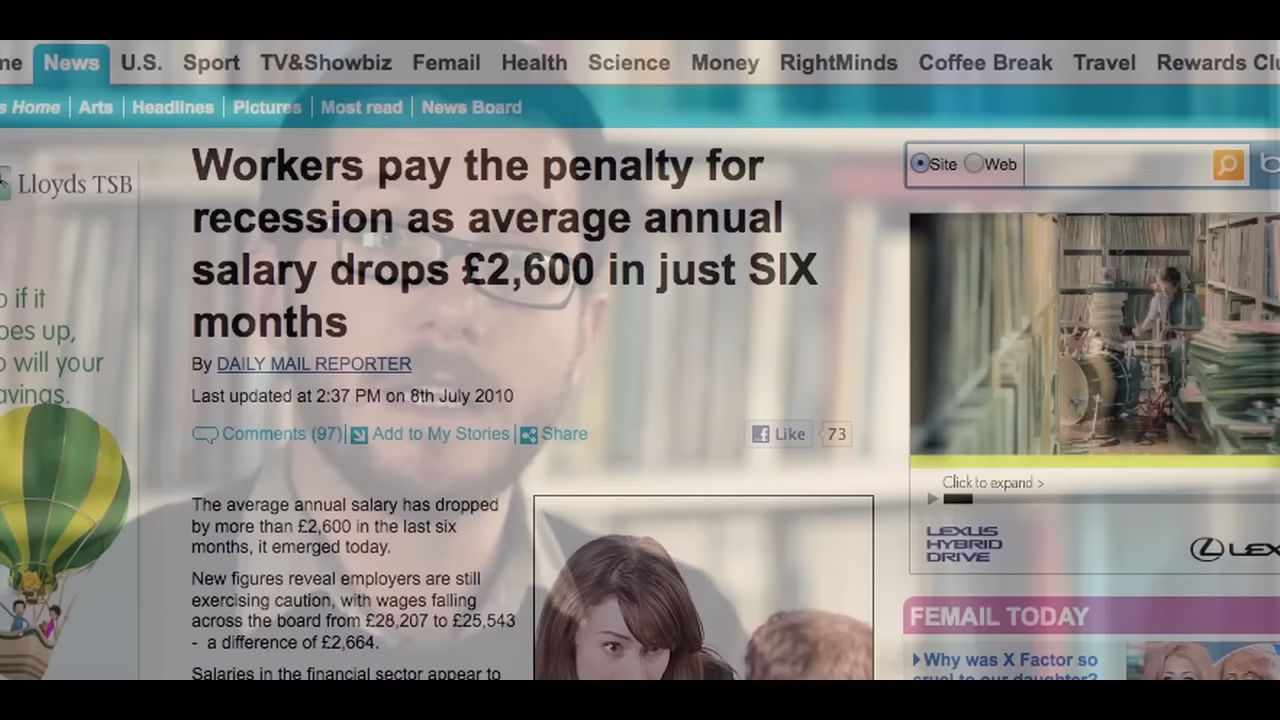 me News U.S. Sport TV&Showbiz Femail Health Science Money RightMinds Coffee Break Travel Rewards Clu
s Home Arts Headlines Pictures Most read News Board
Lloyds TSB
o if it
oes up,
o will your
avings.
Workers pay the penalty for
recession as average annual
salary drops £2,600 in just SIX
months
By DAILY MAIL REPORTER
Last updated at 2:37 PM on 8th July 2010
Comments (97) Add to My Stories Share
Like 73
The average annual salary has dropped
by more than £2,600 in the last six
months, it emerged today.
New figures reveal employers are still
exercising caution, with wages falling
across the board from £28,207 to £25,543
- a difference of £2,664.
Salaries in the financial sector appear to
Site Web
Click to expand >
LEXUS
HYBRID
DRIVE
LEX
FEMAIL TODAY
Why was X Factor so
cruel to our daughter?